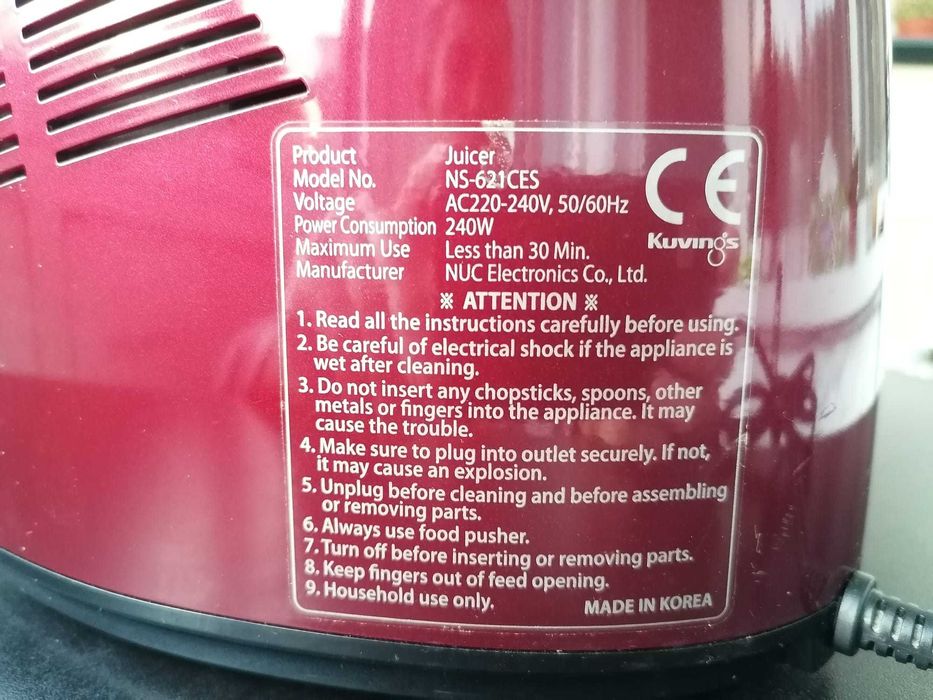 Product Juicer
Model No. NS-621CES
Voltage AC220-240V, 50/60Hz
Power Consumption 240W
Maximum Use Less than 30 Min.
Manufacturer NUC Electronics Co., Ltd.
CE
Kuvings
※ ATTENTION ※
1. Read all the instructions carefully before using.
2. Be careful of electrical shock if the appliance is
wet after cleaning.
3. Do not insert any chopsticks, spoons, other
metals or fingers into the appliance. It may
cause the trouble.
4. Make sure to plug into outlet securely. If not,
it may cause an explosion.
5. Unplug before cleaning and before assembling
or removing parts.
6. Always use food pusher.
7. Turn off before inserting or removing parts.
8. Keep fingers out of feed opening.
9. Household use only.
MADE IN KOREA